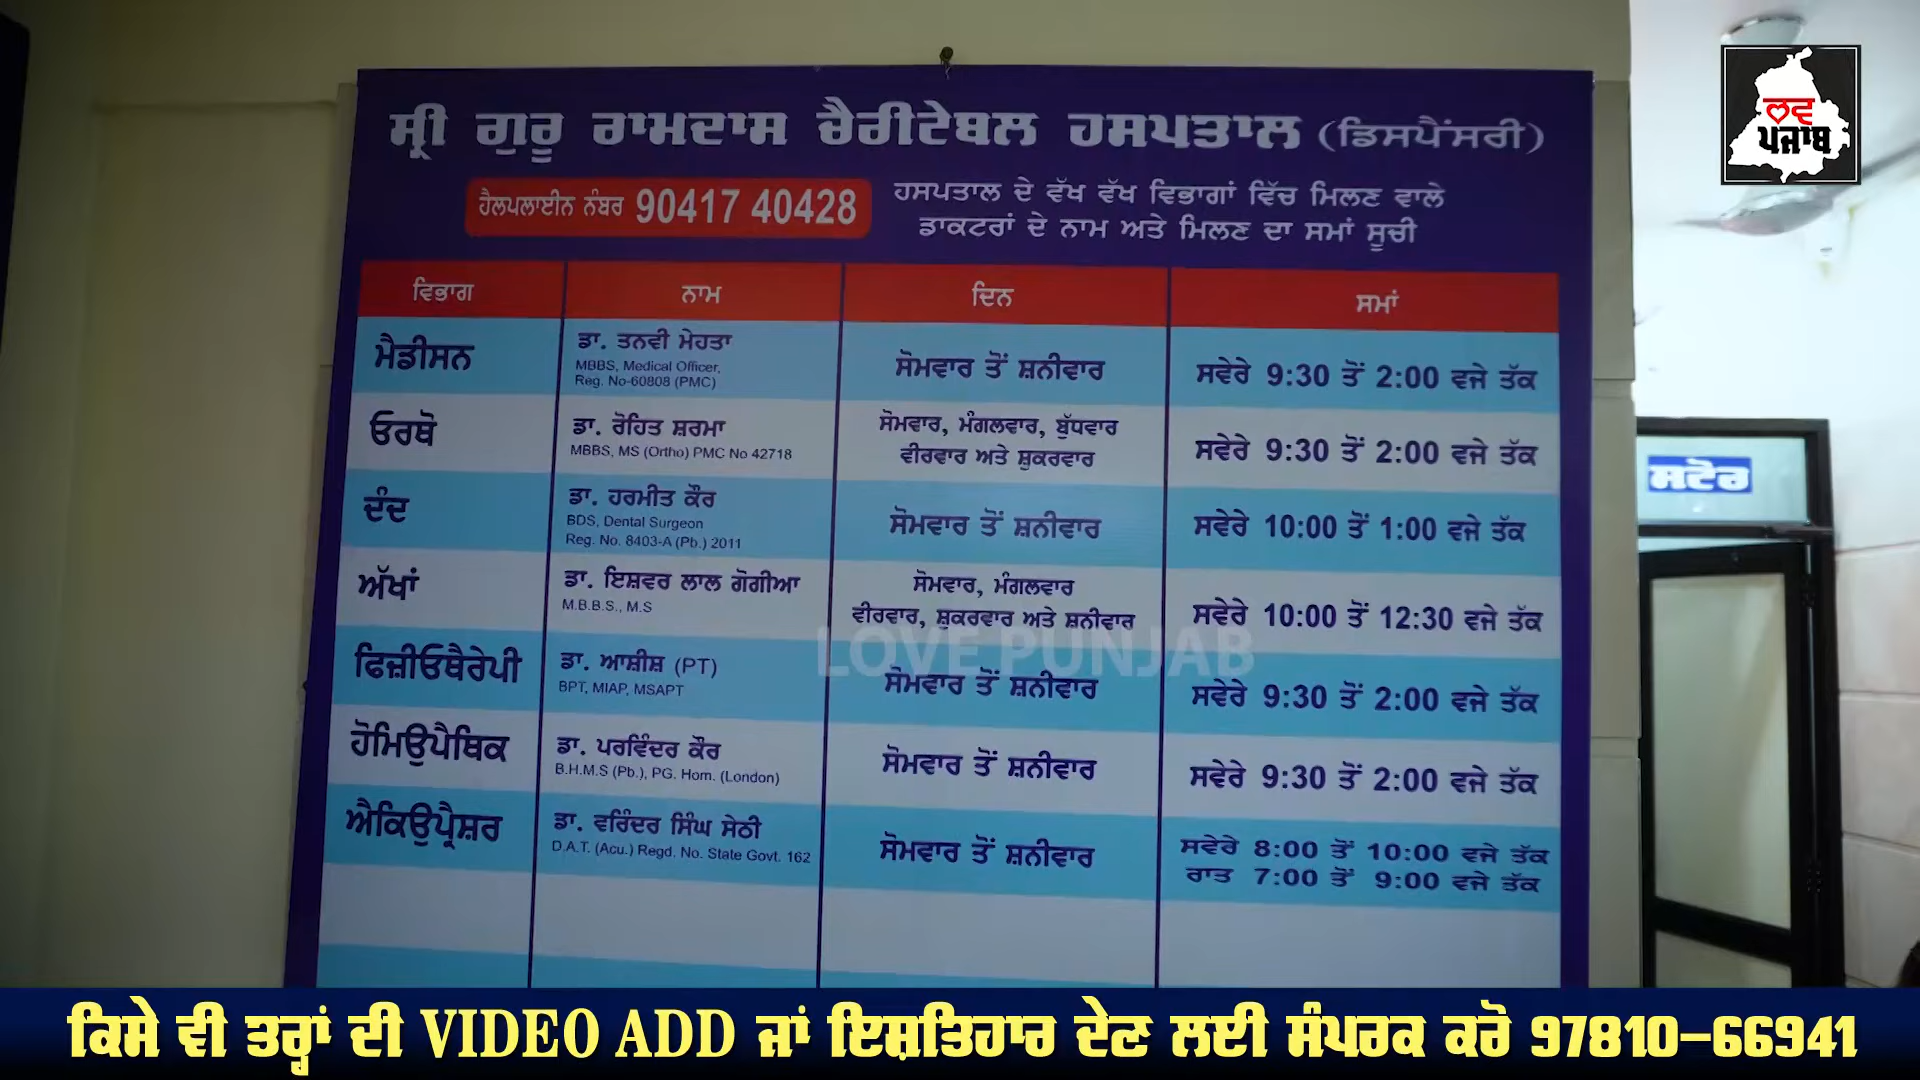 ਸ੍ਰੀ ਗੁਰੂ ਰਾਮਦਾਸ ਚੈਰੀਟੇਬਲ ਹਸਪਤਾਲ (ਡਿਸਪੈਂਸਰੀ)
ਹੈਲਪਲਾਈਨ ਨੰਬਰ 90417 40428
ਹਸਪਤਾਲ ਦੇ ਵੱਖ ਵੱਖ ਵਿਭਾਗਾਂ ਵਿੱਚ ਮਿਲਣ ਵਾਲੇ
ਡਾਕਟਰਾਂ ਦੇ ਨਾਮ ਅਤੇ ਮਿਲਣ ਦਾ ਸਮਾਂ ਸੂਚੀ
ਲਵ
ਪੰਜਾਬ
ਵਿਭਾਗ ਨਾਮ ਦਿਨ ਸਮਾਂ
ਮੈਡੀਸਨ
ਡਾ. ਤਨਵੀ ਮੇਹਤਾ
MBBS, Medical Officer,
Reg. No-60808 (PMC)
ਸੋਮਵਾਰ ਤੋਂ ਸ਼ਨੀਵਾਰ
ਸਵੇਰੇ 9:30 ਤੋਂ 2:00 ਵਜੇ ਤੱਕ
ਓਰਥੋ
ਡਾ. ਰੋਹਿਤ ਸ਼ਰਮਾ
MBBS, MS (Ortho) PMC No 42718
ਸੋਮਵਾਰ, ਮੰਗਲਵਾਰ, ਬੁੱਧਵਾਰ
ਵੀਰਵਾਰ ਅਤੇ ਸ਼ੁਕਰਵਾਰ
ਸਵੇਰੇ 9:30 ਤੋਂ 2:00 ਵਜੇ ਤੱਕ
ਦੰਦ
ਡਾ. ਹਰਮੀਤ ਕੌਰ
BDS, Dental Surgeon
Reg. No. 8403-A (Pb.) 2011
ਸੋਮਵਾਰ ਤੋਂ ਸ਼ਨੀਵਾਰ
ਸਵੇਰੇ 10:00 ਤੋਂ 1:00 ਵਜੇ ਤੱਕ
ਅੱਖਾਂ
ਡਾ. ਇਸ਼ਵਰ ਲਾਲ ਗੋਗੀਆ
M.B.B.S., M.S
ਸੋਮਵਾਰ, ਮੰਗਲਵਾਰ
ਵੀਰਵਾਰ, ਸ਼ੁਕਰਵਾਰ ਅਤੇ ਸ਼ਨੀਵਾਰ
ਸਵੇਰੇ 10:00 ਤੋਂ 12:30 ਵਜੇ ਤੱਕ
ਫਿਜ਼ੀਓਥੈਰੇਪੀ
ਡਾ. ਆਸ਼ੀਸ਼ (PT)
BPT, MIAP, MSAPT
ਸੋਮਵਾਰ ਤੋਂ ਸ਼ਨੀਵਾਰ
ਸਵੇਰੇ 9:30 ਤੋਂ 2:00 ਵਜੇ ਤੱਕ
ਹੋਮਿਉਪੈਥਿਕ
ਡਾ. ਪਰਵਿੰਦਰ ਕੌਰ
B.H.M.S (Pb.), PG. Hom. (London)
ਸੋਮਵਾਰ ਤੋਂ ਸ਼ਨੀਵਾਰ
ਸਵੇਰੇ 9:30 ਤੋਂ 2:00 ਵਜੇ ਤੱਕ
ਐਕਿਉਪ੍ਰੈਸ਼ਰ
ਡਾ. ਵਰਿੰਦਰ ਸਿੰਘ ਸੇਠੀ
D.A.T. (Acu.) Regd. No. State Govt. 162
ਸੋਮਵਾਰ ਤੋਂ ਸ਼ਨੀਵਾਰ
ਸਵੇਰੇ 8:00 ਤੋਂ 10:00 ਵਜੇ ਤੱਕ
ਰਾਤ 7:00 ਤੋਂ 9:00 ਵਜੇ ਤੱਕ
LOVE PUNJAB
ਸਟੋਰ
ਕਿਸੇ ਵੀ ਤਰ੍ਹਾਂ ਦੀ VIDEO ADD ਜਾਂ ਇਸ਼ਤਿਹਾਰ ਦੇਣ ਲਈ ਸੰਪਰਕ ਕਰੋ 97810-66941